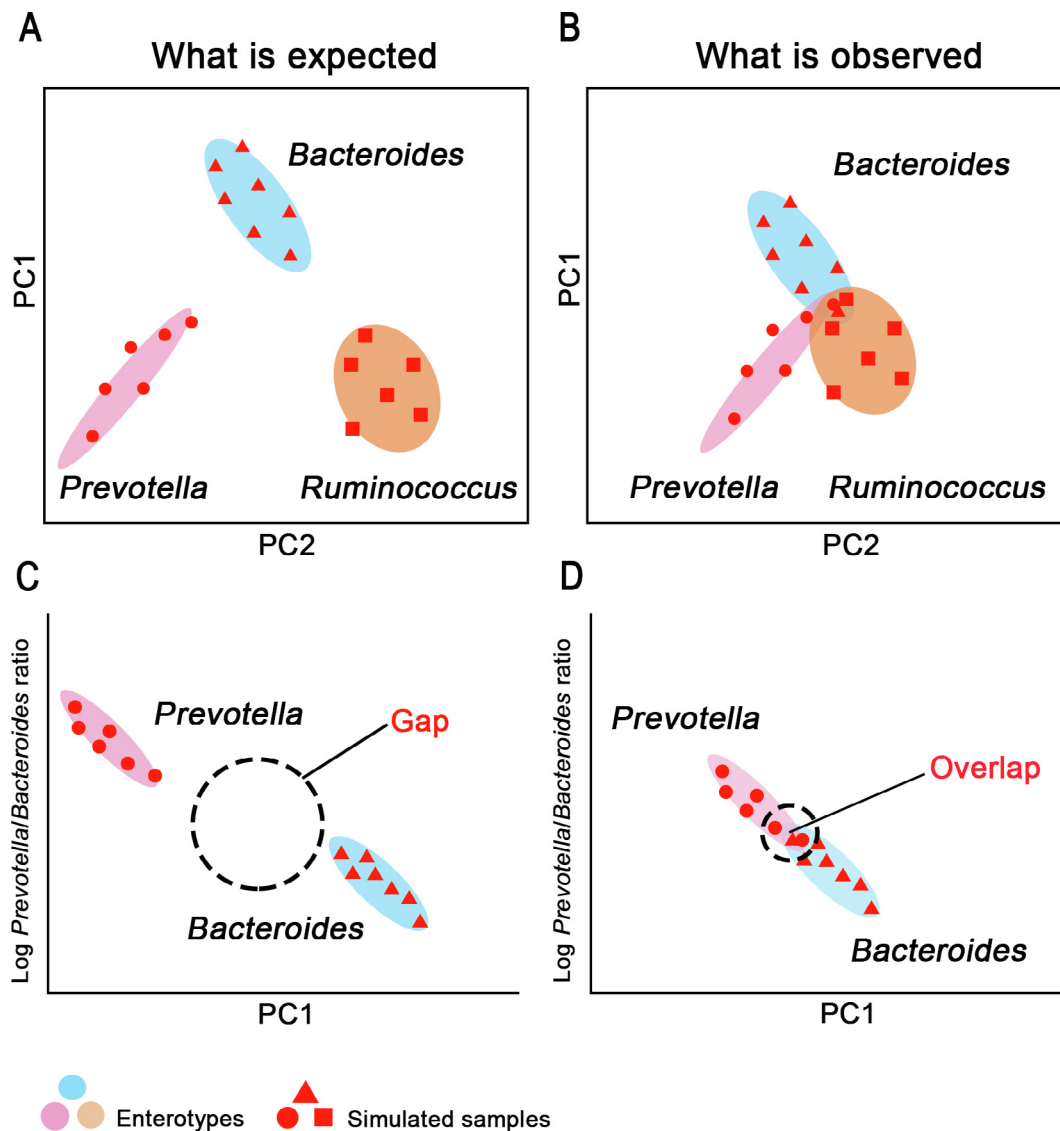 A
What is expected
B
What is observed
Bacteroides
Prevotella
Ruminococcus
PC1
PC2
Bacteroides
Prevotella
Ruminococcus
PC1
PC2
C
Log Prevotella/Bacteroides ratio
Prevotella
Gap
Bacteroides
PC1
D
Log Prevotella/Bacteroides ratio
Prevotella
Overlap
Bacteroides
PC1
Enterotypes
Simulated samples